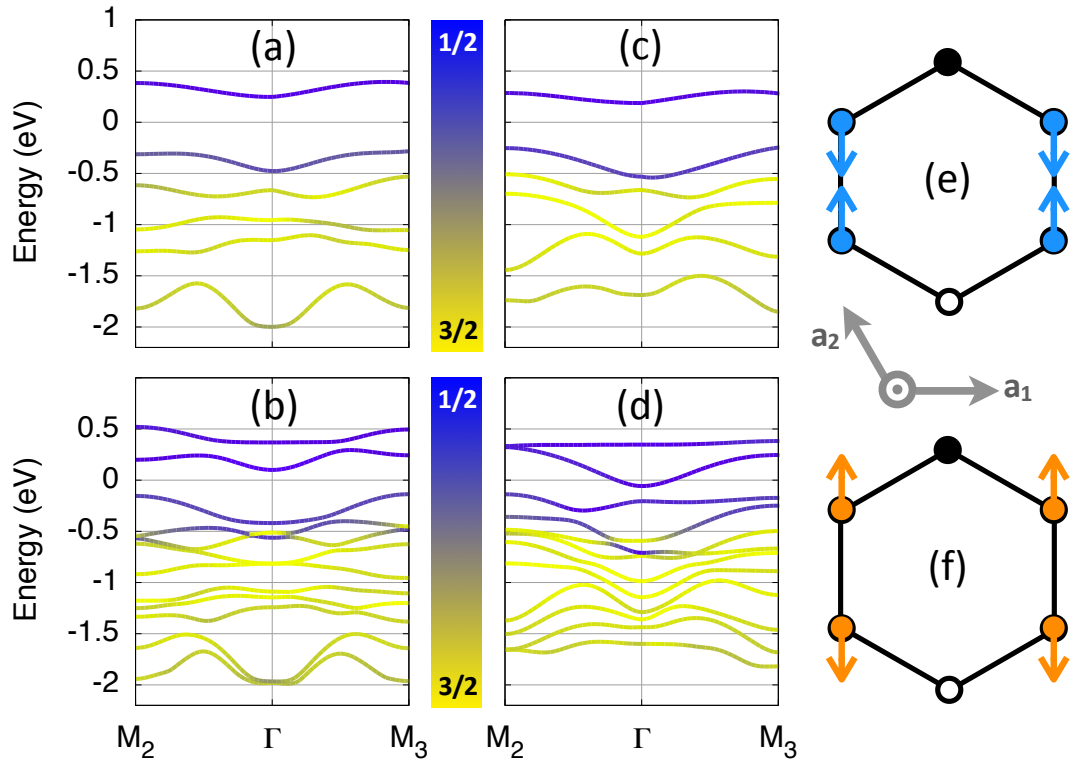 (a)
1
0.5
0
-0.5
-1
-1.5
-2
Energy (eV)
1/2
3/2
(c)
(e)
a2
a1
(b)
0.5
0
-0.5
-1
-1.5
-2
Energy (eV)
M2
Γ
M3
1/2
3/2
(d)
M2
Γ
M3
(f)